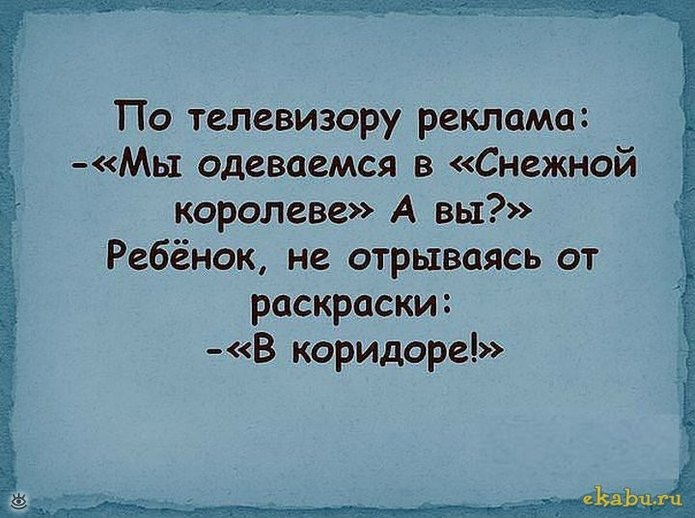 По телевизору реклама:
-«Мы одеваемся в «Снежной
королеве» А вы?»
Ребёнок, не отрываясь от
раскраски:
-«В коридоре!»
ekabu.ru